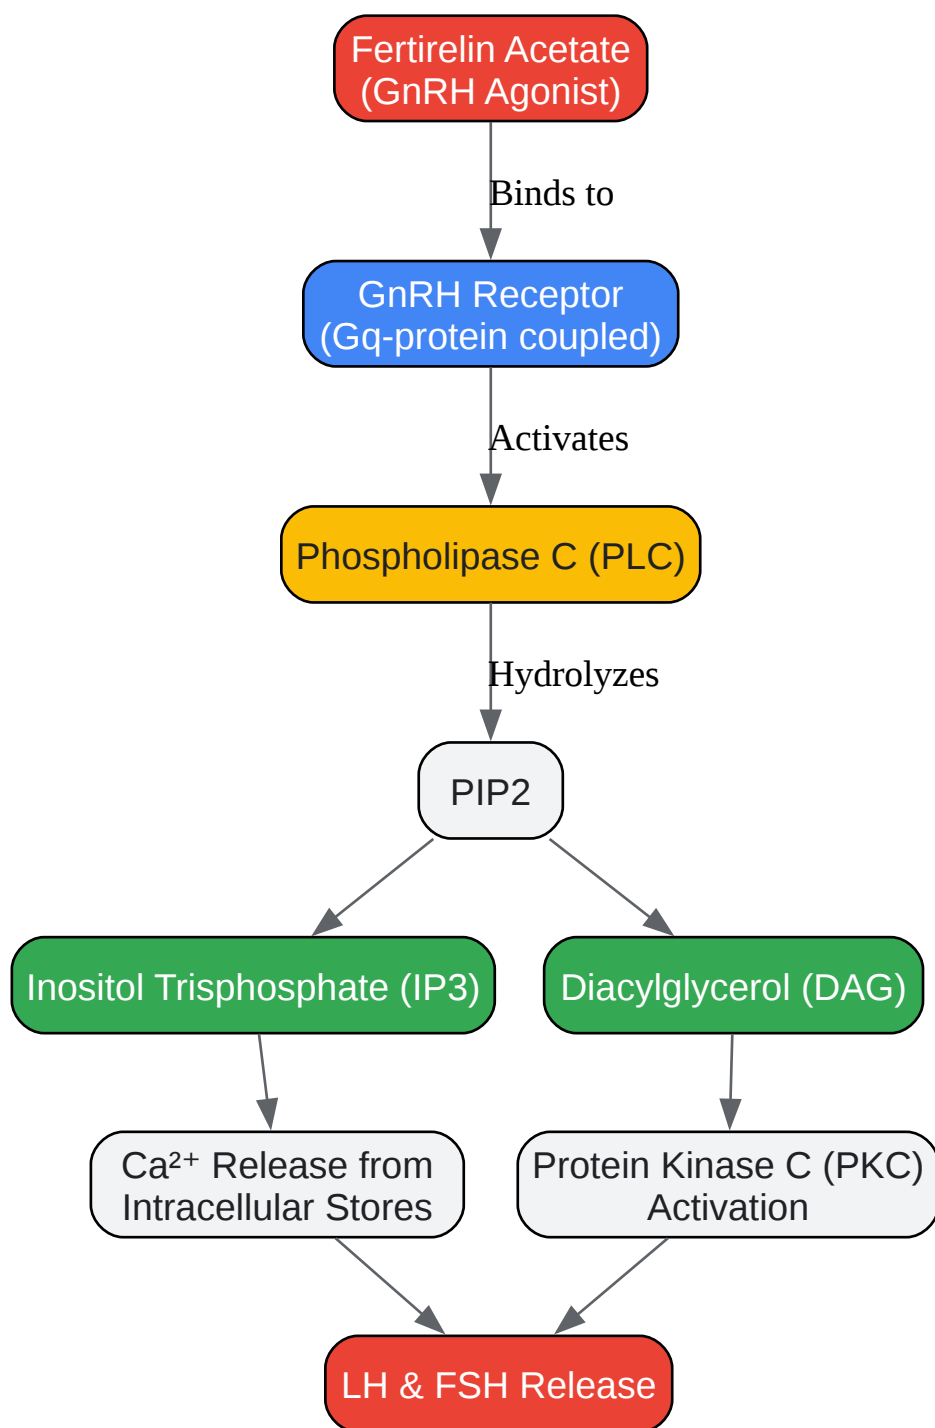 Fertirelin Acetate
(GnRH Agonist)
Binds to
GnRH Receptor
(Gq-protein coupled)
Activates
Phospholipase C (PLC)
Hydrolyzes
PIP2
Inositol Trisphosphate (IP3)
Diacylglycerol (DAG)
Ca²⁺ Release from
Intracellular Stores
Protein Kinase C (PKC)
Activation
LH & FSH Release